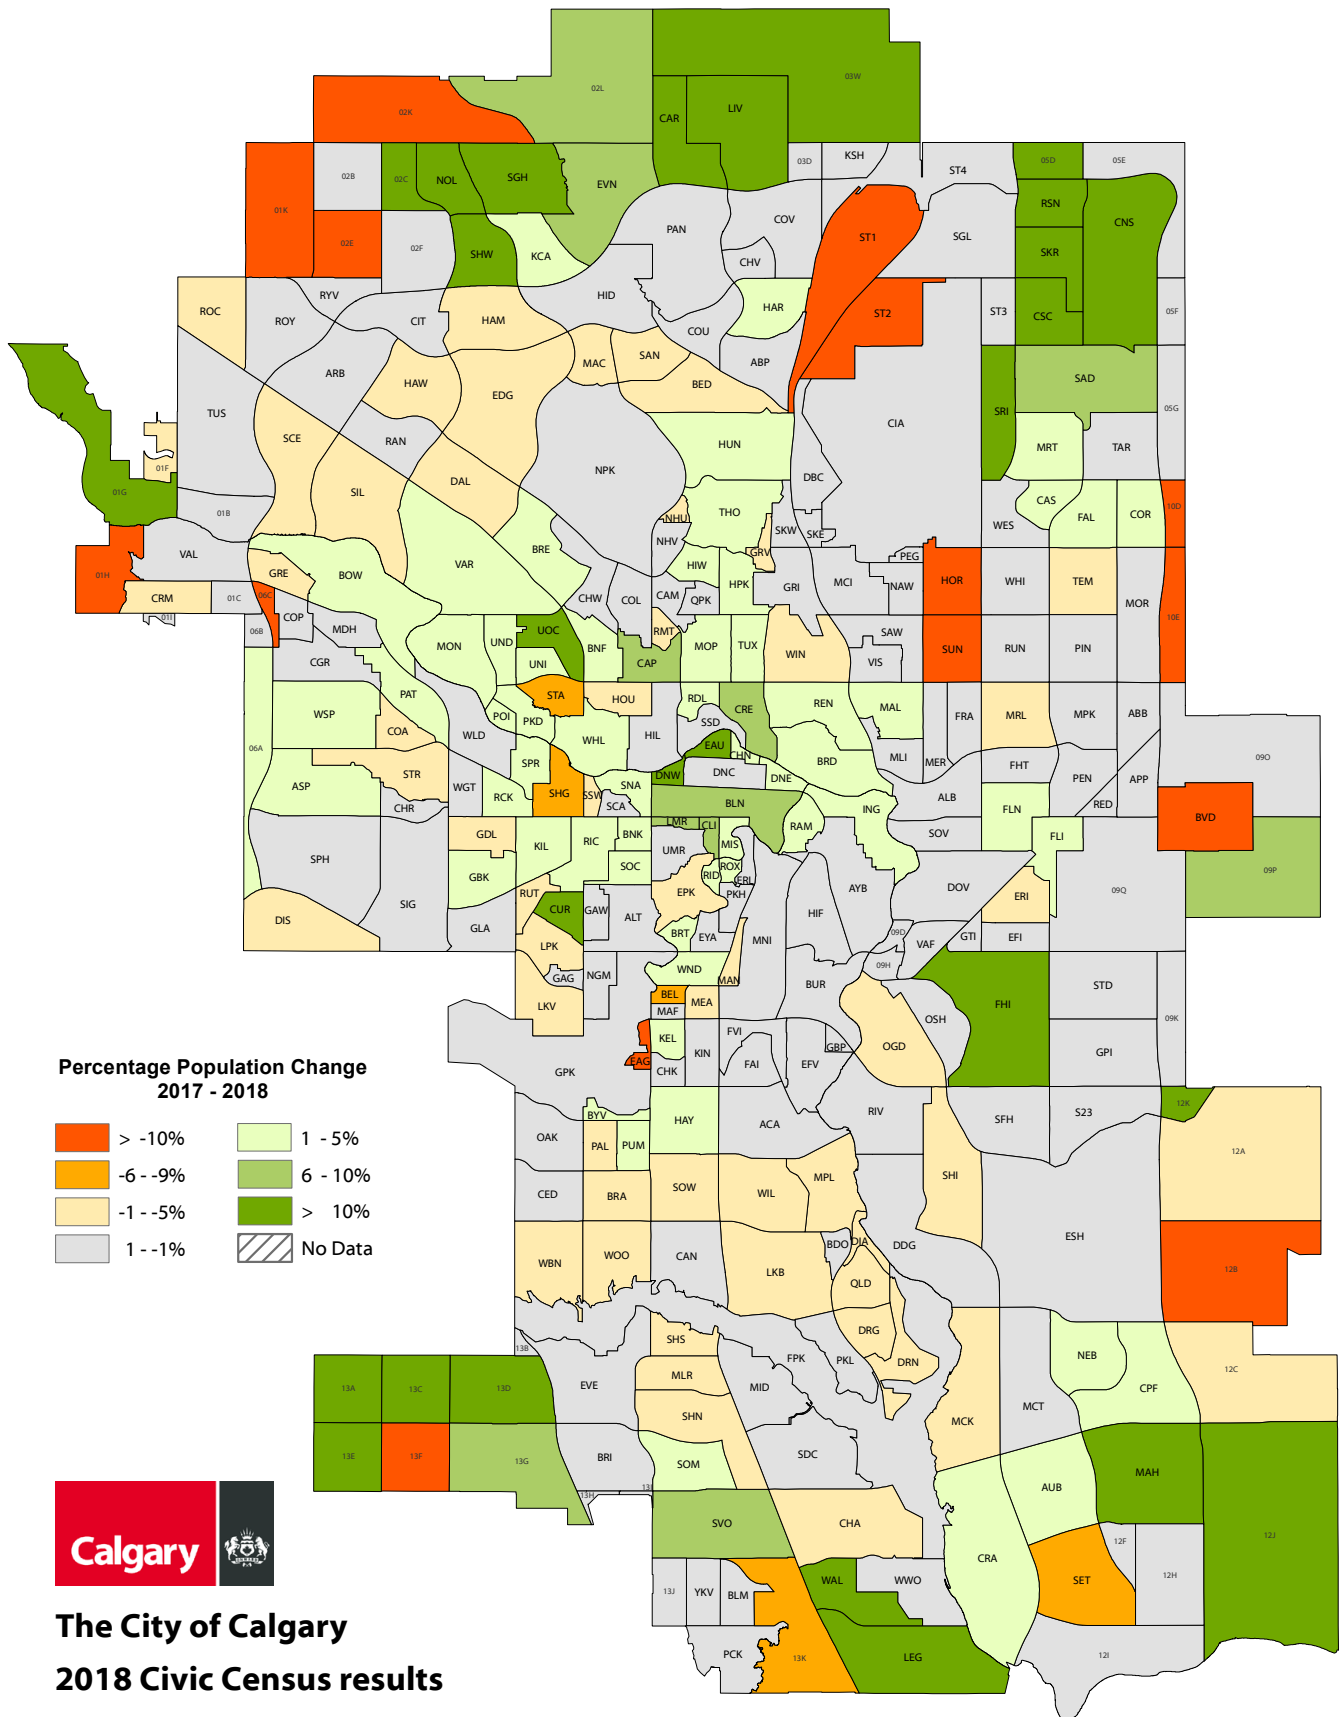 02L
03W
02K
CAR
LIV
02B
02C
NOL
SGH
EVN
03D
KSH
ST4
05D
05E
01K
02E
02F
SHW
KCA
PAN
COV
CHV
ST1
SGL
RSN
CNS
SKR
ROC
ROY
RYV
CIT
HAM
HID
COU
HAR
ST2
ST3
CSC
05F
ARB
HAW
EDG
MAC
SAN
BED
ABP
SAD
TUS
SCE
RAN
NPK
HUN
CIA
SRI
MRT
TAR
05G
01F
01G
01B
SIL
DAL
DBC
WES
CAS
FAL
COR
10D
VAL
GRE
BOW
VAR
BRE
NHU
THO
NHV
GRV
SKW
SKE
01H
CRM
01C
06C
01I
06B
COP
MDH
CHW
COL
HIW
CAM
QPK
HPK
GRI
MCI
PEG
NAW
HOR
WHI
TEM
MOR
10E
CGR
MON
UND
UOC
UNI
BNF
RMT
CAP
MOP
TUX
WIN
SAW
VIS
SUN
RUN
PIN
WSP
PAT
COA
WLD
POI
PKD
STA
HOU
WHL
HIL
RDL
SSD
CRE
REN
MAL
FRA
MRL
MPK
ABB
06A
ASP
STR
CHR
WGT
RCK
SPR
SHG
SSW
SCA
SNA
DNW
EAU
CHN
DNC
DNE
BRD
MLI
MER
FHT
PEN
APP
RED
09O
BVD
SPH
SIG
GDL
GBK
KIL
RIC
BNK
SOC
LMR
CLI
BLN
UMR
MIS
ROX
RID
ERL
RAM
ING
ALB
SOV
FLN
FLI
09Q
09P
DIS
GLA
RUT
CUR
GAW
ALT
EPK
PKH
BRT
EYA
MNI
HIF
AYB
DOV
09D
VAF
GTI
ERI
EFI
LPK
GAG
LKV
NGM
WND
BEL
MAF
MEA
MAN
BUR
09H
OSH
FHI
STD
09K
GPI
GPK
EAG
KEL
CHK
KIN
FVI
FAI
EFV
GBP
OGD
Percentage Population Change
2017 - 2018
> -10%
1 - 5%
-6 - -9%
6 - 10%
-1 - -5%
> 10%
1 - -1%
No Data
OAK
BYV
PAL
PUM
HAY
ACA
RIV
SFH
S23
12K
12A
CED
BRA
SOW
WIL
MPL
SHI
WBN
WOO
CAN
LKB
BDO
DIA
DDG
QLD
ESH
12B
13B
SHS
DRG
DRN
13A
13C
13D
EVE
MLR
MID
FPK
PKL
MCK
MCT
NEB
CPF
12C
13E
13F
13G
BRI
SHN
SOM
SDC
AUB
MAH
12J
13H
SVO
CHA
CRA
SET
12F
12H
13J
YKV
BLM
WAL
WWO
PCK
13K
LEG
12I
Calgary
The City of Calgary
2018 Civic Census results